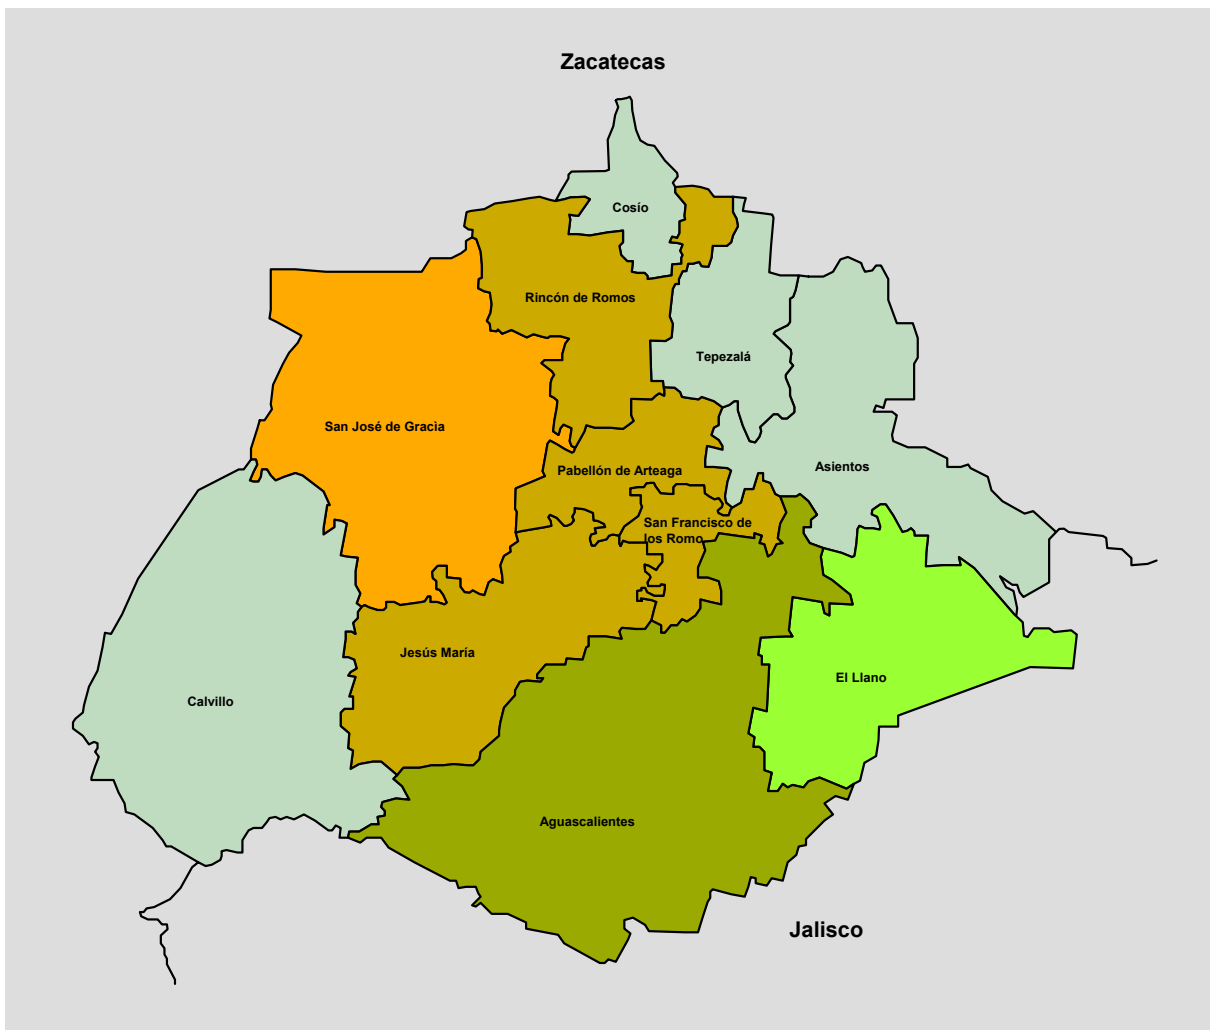 Zacatecas
Cosío
Rincón de Romos
Tepezalá
San José de Gracia
Pabellón de Arteaga
Asientos
San Francisco de
los Romo
Jesús María
El Llano
Calvillo
Aguascalientes
Jalisco